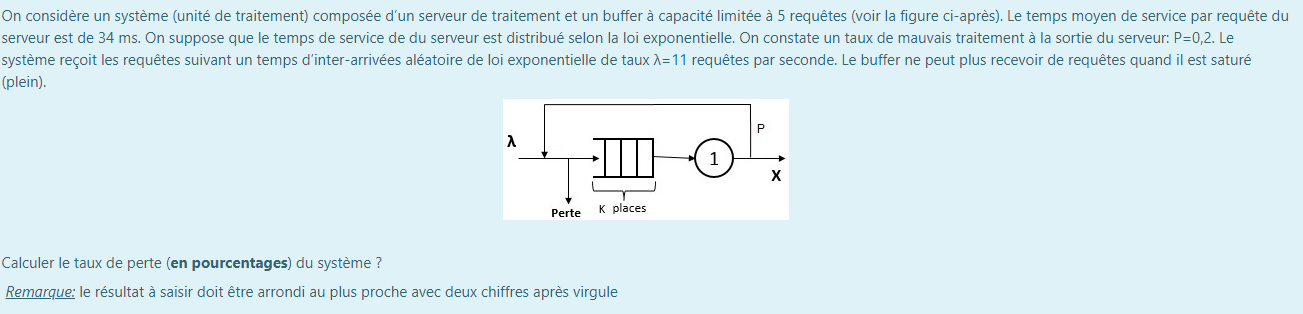 On considère un système (unité de traitement) composée d'un serveur de traitement et un buffer à capacité limitée à 5 requêtes (voir la figure ci-après). Le temps moyen de service par requête du
serveur est de 34 ms. On suppose que le temps de service de du serveur est distribué selon la loi exponentielle. On constate un taux de mauvais traitement à la sortie du serveur: P=0,2. Le
système reçoit les requêtes suivant un temps d'inter-arrivées aléatoire de loi exponentielle de taux λ=11 requêtes par seconde. Le buffer ne peut plus recevoir de requêtes quand il est saturé
(plein).
P
λ
1
X
Perte
K places
Calculer le taux de perte (en pourcentages) du système ?
Remarque: le résultat à saisir doit être arrondi au plus proche avec deux chiffres après virgule